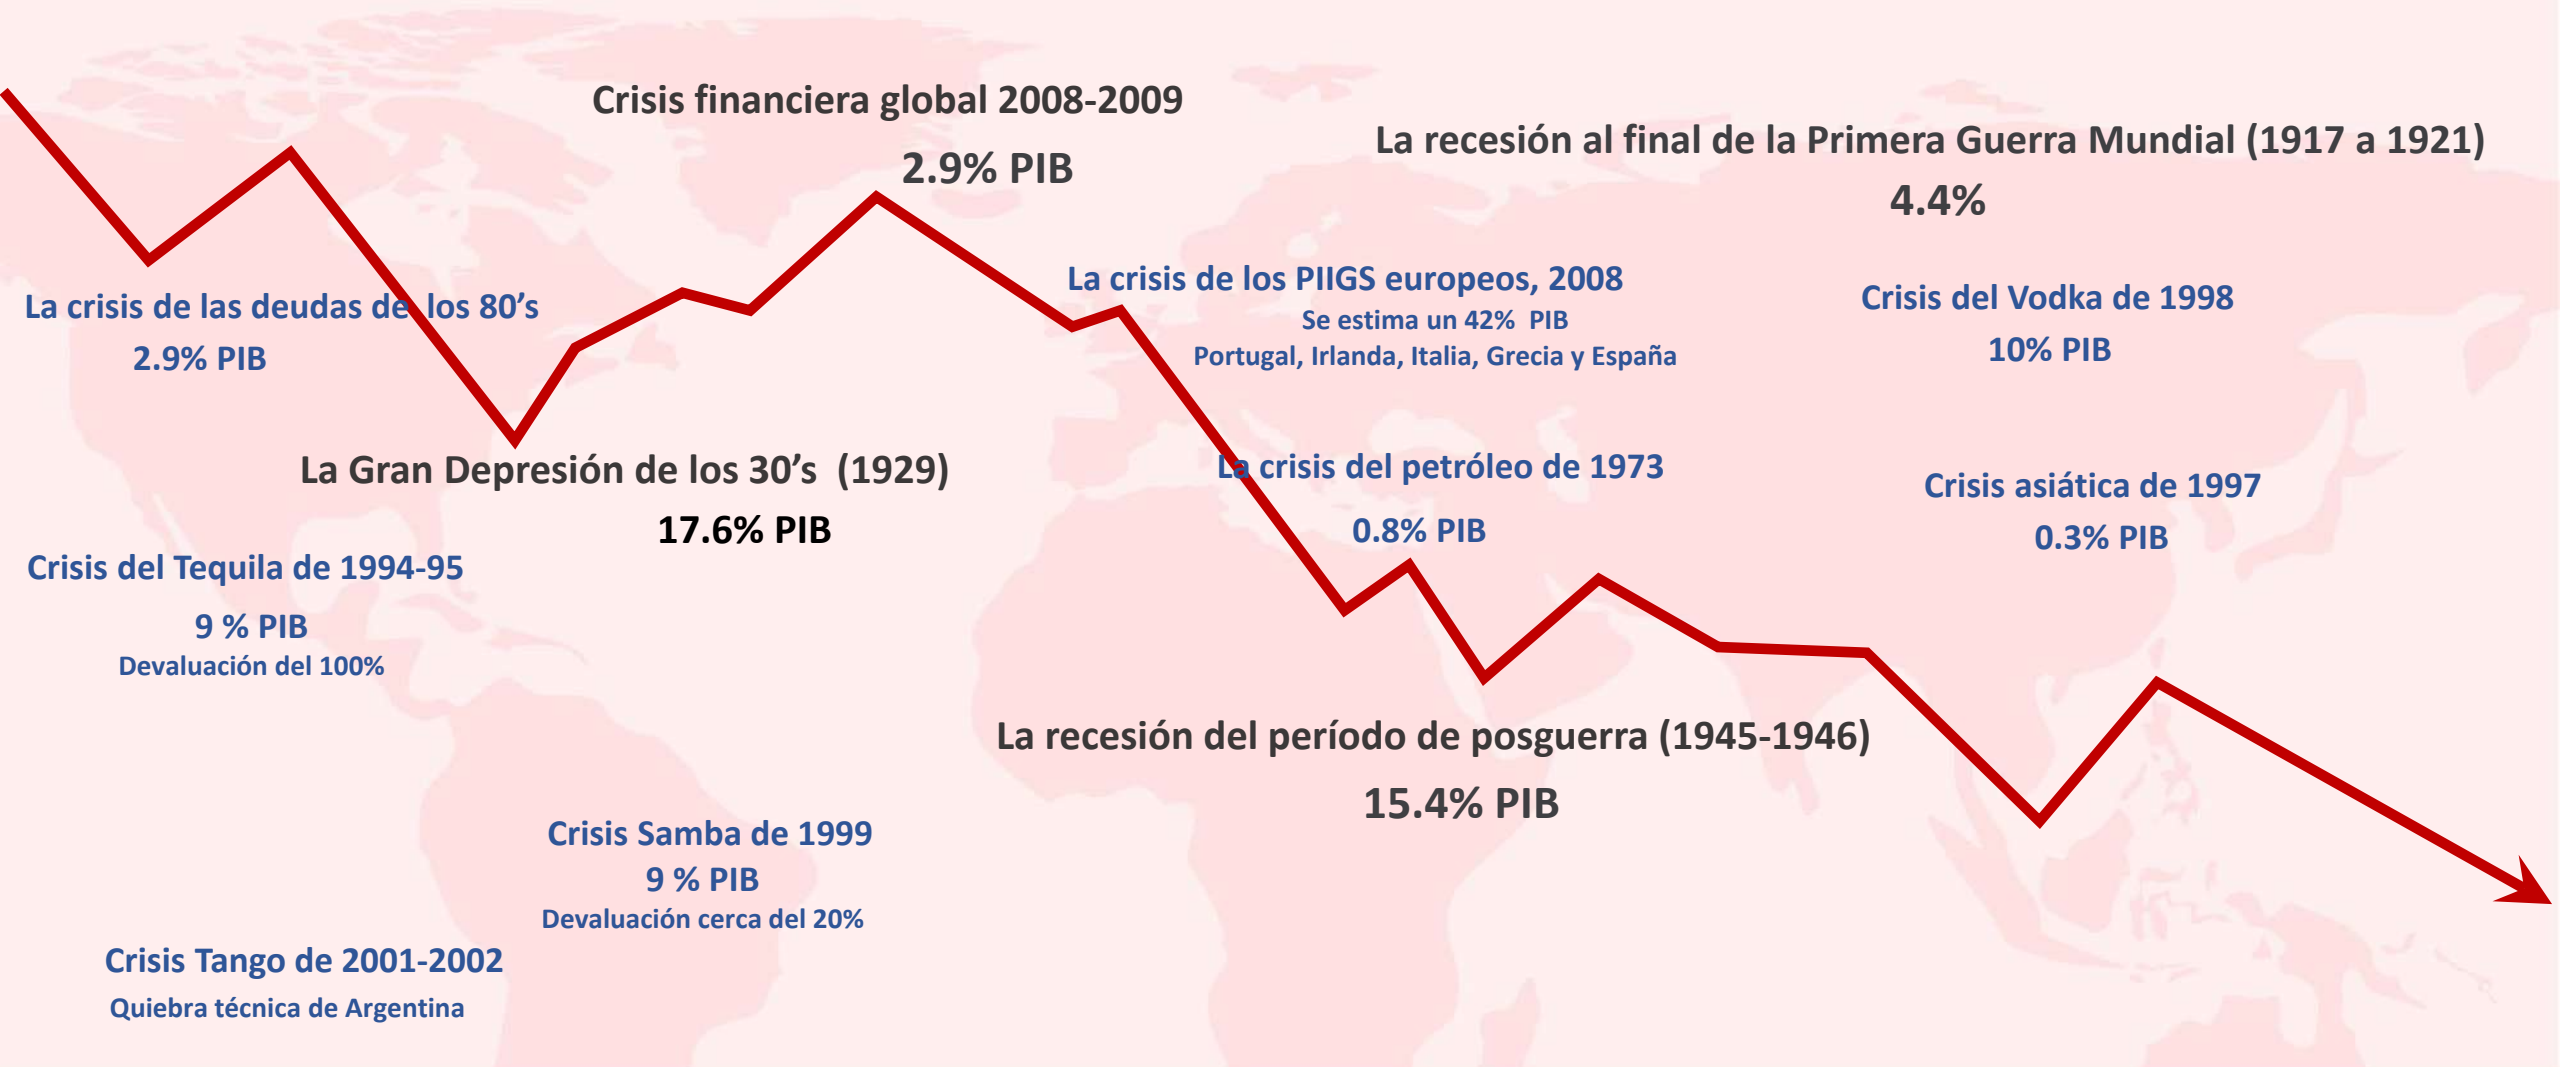 Crisis financiera global 2008-2009
2.9% PIB
La recesión al final de la Primera Guerra Mundial (1917 a 1921)
4.4%
La crisis de las deudas de los 80’s
2.9% PIB
La crisis de los PIIGS europeos, 2008
Se estima un 42% PIB
Portugal, Irlanda, Italia, Grecia y España
Crisis del Vodka de 1998
10% PIB
La Gran Depresión de los 30’s (1929)
17.6% PIB
La crisis del petróleo de 1973
0.8% PIB
Crisis asiática de 1997
0.3% PIB
Crisis del Tequila de 1994-95
9 % PIB
Devaluación del 100%
La recesión del período de posguerra (1945-1946)
15.4% PIB
Crisis Samba de 1999
9 % PIB
Devaluación cerca del 20%
Crisis Tango de 2001-2002
Quiebra técnica de Argentina